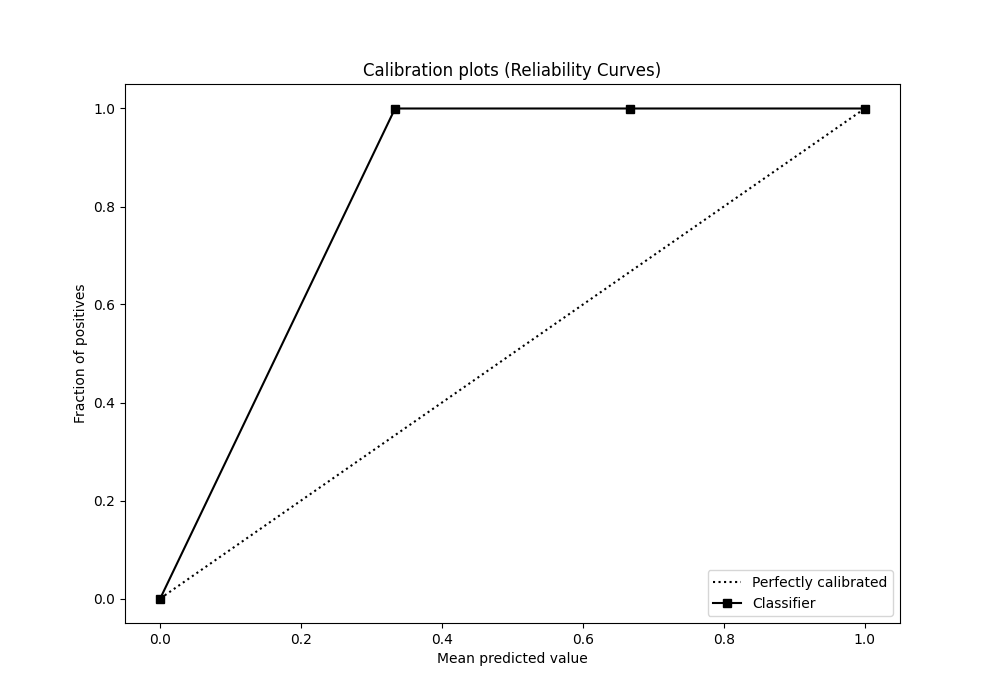 Calibration plots (Reliability Curves)
1.0
0.8
0.6
0.4
0.2
0.0
Fraction of positives
0.0 0.2 0.4 0.6 0.8 1.0
Mean predicted value
Perfectly calibrated
Classifier